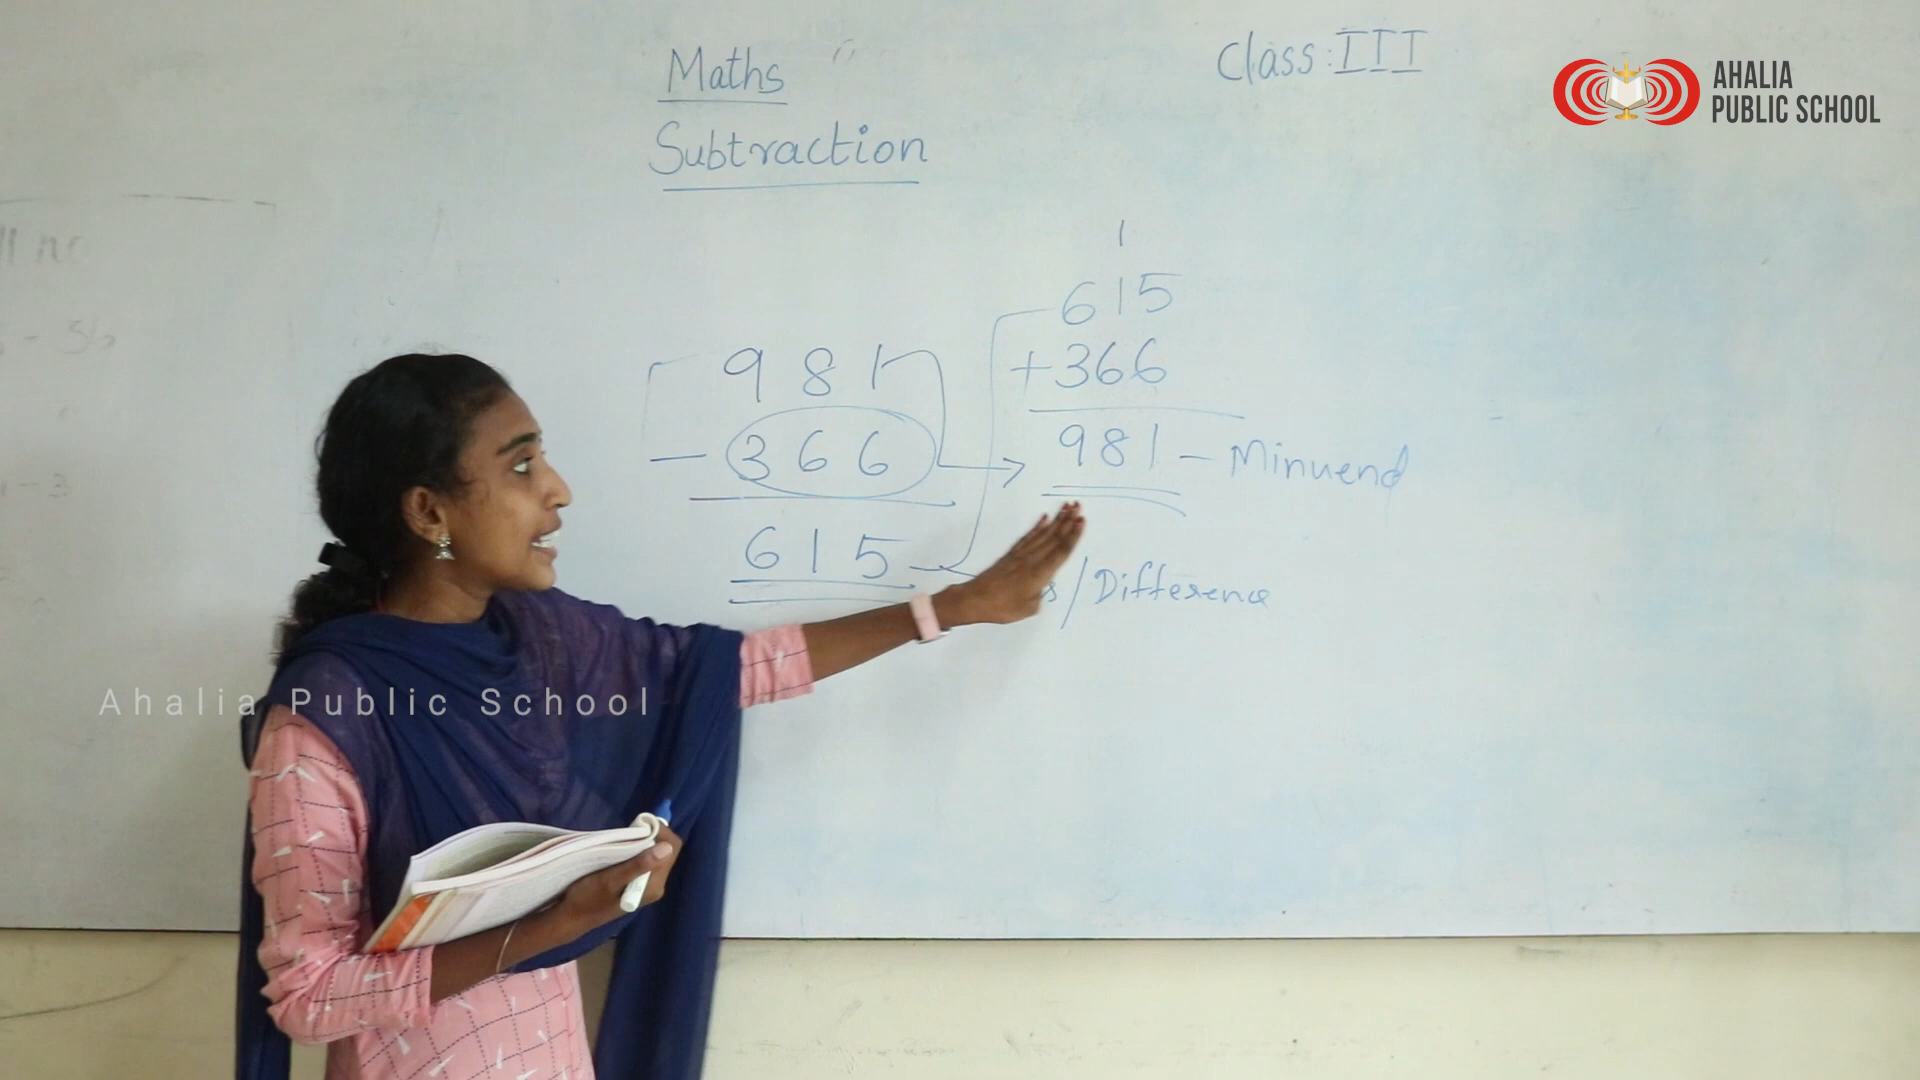 Maths
Class: III
AHALIA
PUBLIC SCHOOL
Subtraction
1
615
+366
981 - Minuend
981
- 366
615
/Difference
Ahalia Public School